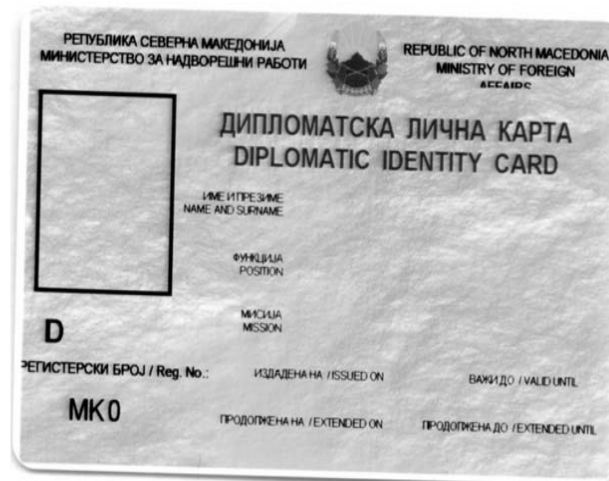 РЕПУБЛИКА СЕВЕРНА МАКЕДОНИЈА
МИНИСТЕРСТВО ЗА НАДВОРЕШНИ РАБОТИ
REPUBLIC OF NORTH MACEDONIA
MINISTRY OF FOREIGN
AFFAIRS
ДИПЛОМАТСКА ЛИЧНА КАРТА
DIPLOMATIC IDENTITY CARD
ИМЕ И ПРЕЗИМЕ
NAME AND SURNAME
ФУНКЦИЈА
POSITION
МИСИЈА
MISSION
D
РЕГИСТЕРСКИ БРОЈ / Reg. No.:
ИЗДАДЕНА НА / ISSUED ON
ВАЖИ ДО / VALID UNTIL
MK0
ПРОДОЛЖЕНА НА / EXTENDED ON
ПРОДОЛЖЕНА ДО / EXTENDED UNTIL